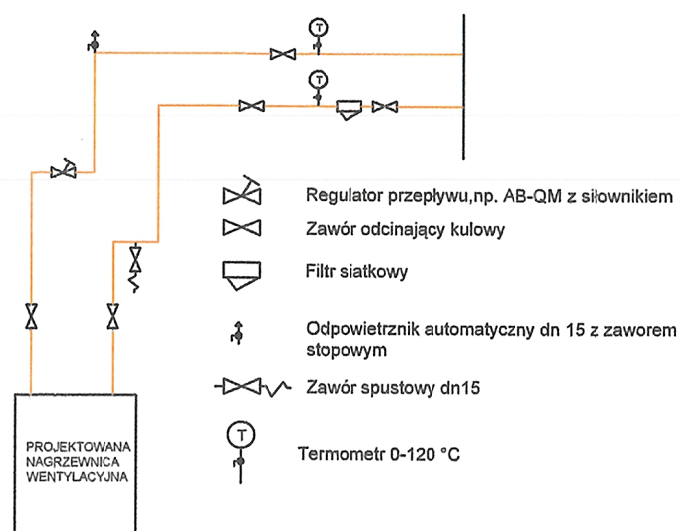 T
T
Regulator przepływu,np. AB-QM z siłownikiem
Zawór odcinający kulowy
Filtr siatkowy
Odpowietrznik automatyczny dn 15 z zaworem
stopowym
Zawór spustowy dn15
T
Termometr 0-120 °C
PROJEKTOWANA
NAGRZEWNICA
WENTYLACYJNA